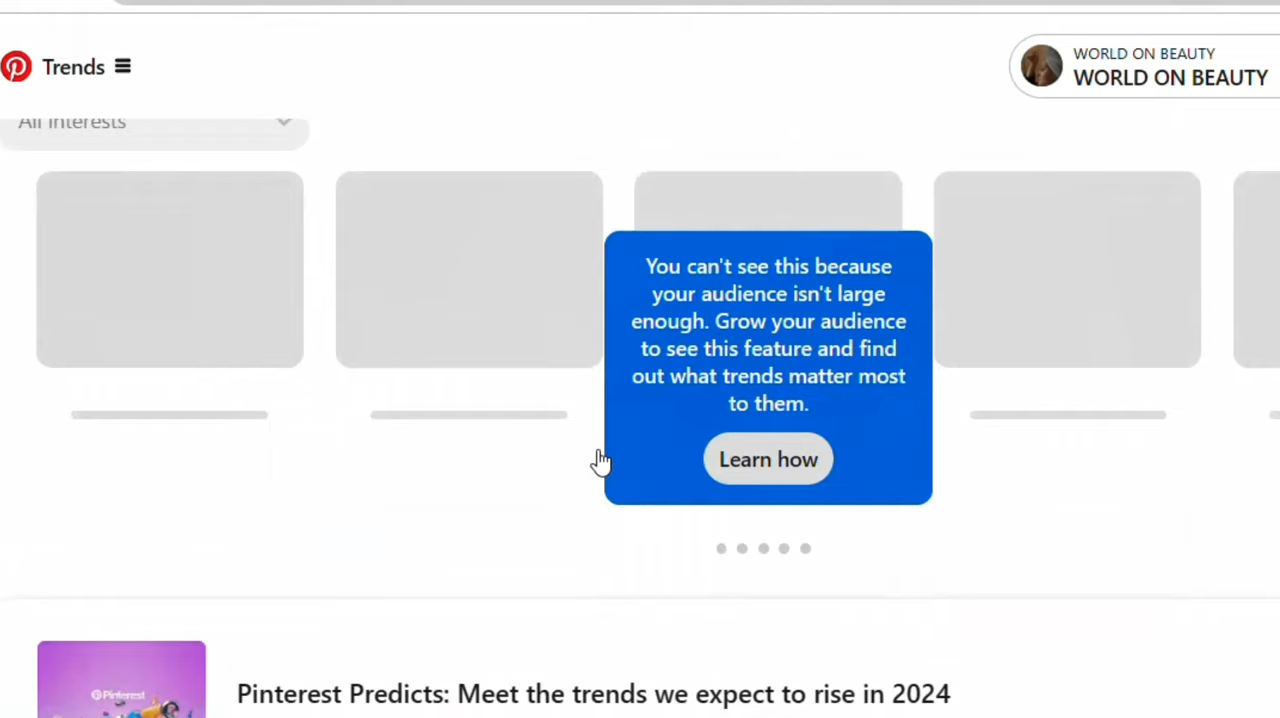 Trends
WORLD ON BEAUTY
WORLD ON BEAUTY
All Interests
You can't see this because
your audience isn't large
enough. Grow your audience
to see this feature and find
out what trends matter most
to them.
Learn how
Pinterest
Pinterest Predicts: Meet the trends we expect to rise in 2024